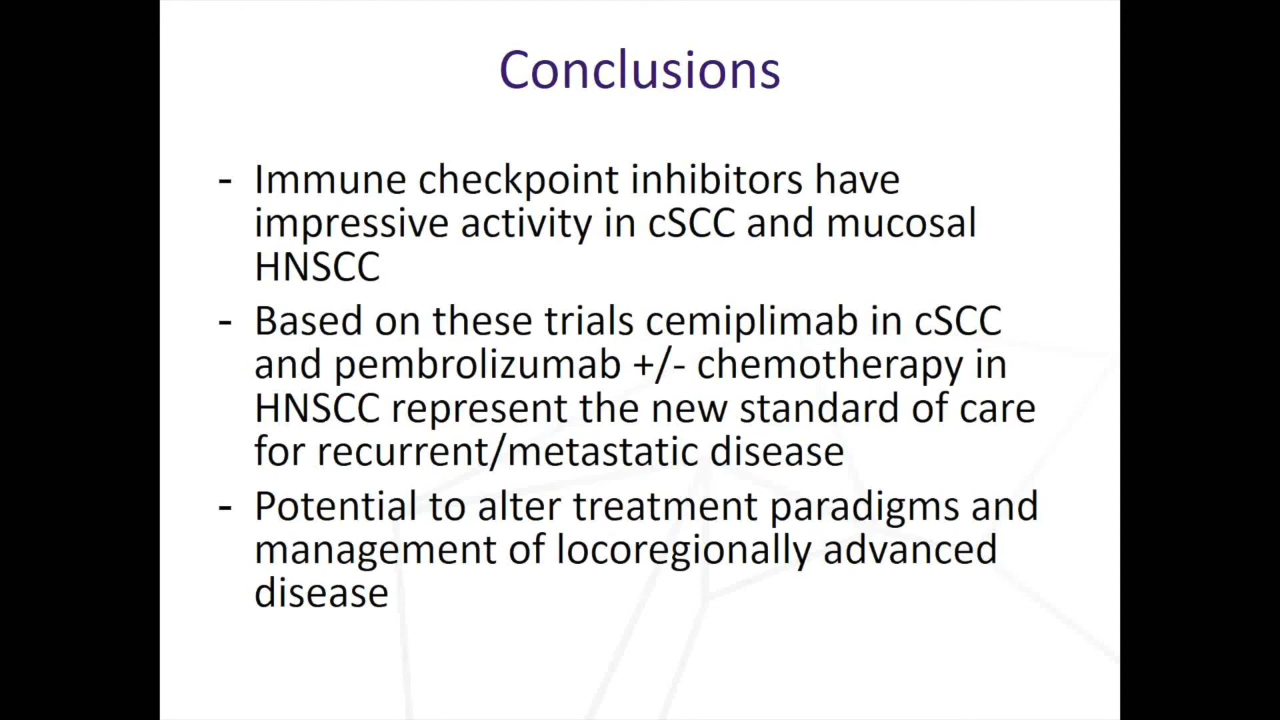 Conclusions
- Immune checkpoint inhibitors have
impressive activity in cSCC and mucosal
HNSCC
- Based on these trials cemiplimab in cSCC
and pembrolizumab +/- chemotherapy in
HNSCC represent the new standard of care
for recurrent/metastatic disease
- Potential to alter treatment paradigms and
management of locoregionally advanced
disease